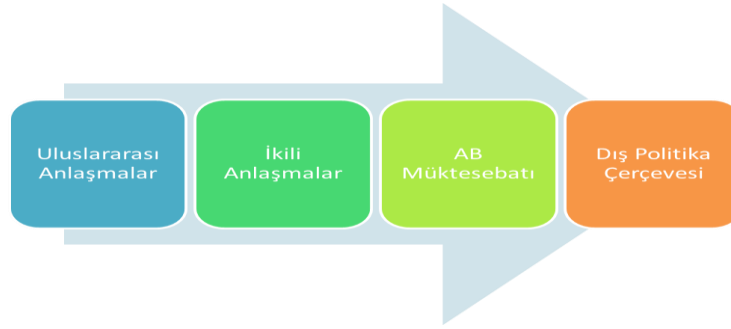 Uluslararası
Anlaşmalar
İkili
Anlaşmalar
AB
Müktesebatı
Dış Politika
Çerçevesi